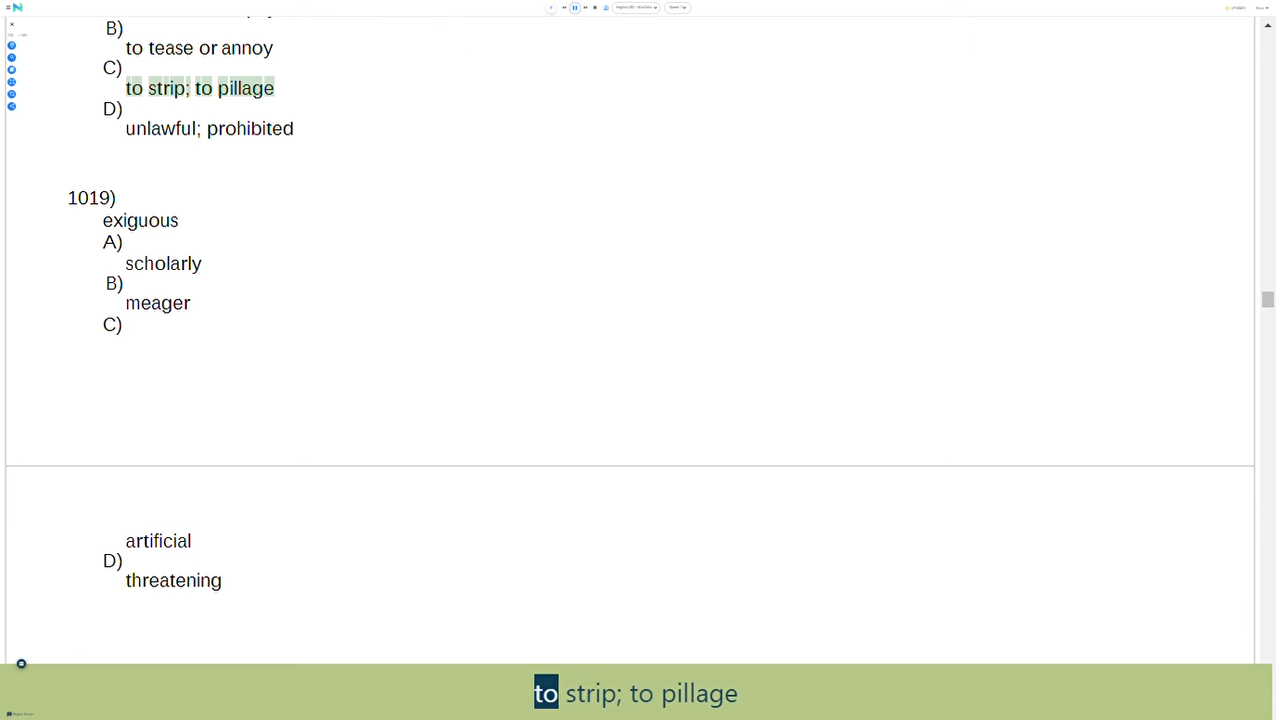 B)
to tease or annoy
C)
to strip; to pillage
D)
unlawful; prohibited
1019)
exiguous
A)
scholarly
B)
meager
C)
artificial
D)
threatening
to strip; to pillage